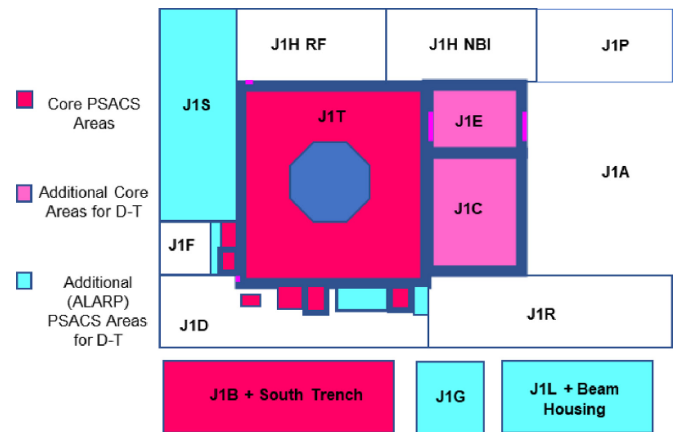 J1H RF
J1H NBI
J1P
Core PSACS
Areas
J1S
J1T
J1E
J1A
Additional Core
Areas for D-T
J1C
J1F
Additional
(ALARP)
PSACS Areas
for D-T
J1D
J1R
J1B + South Trench
J1G
J1L + Beam
Housing